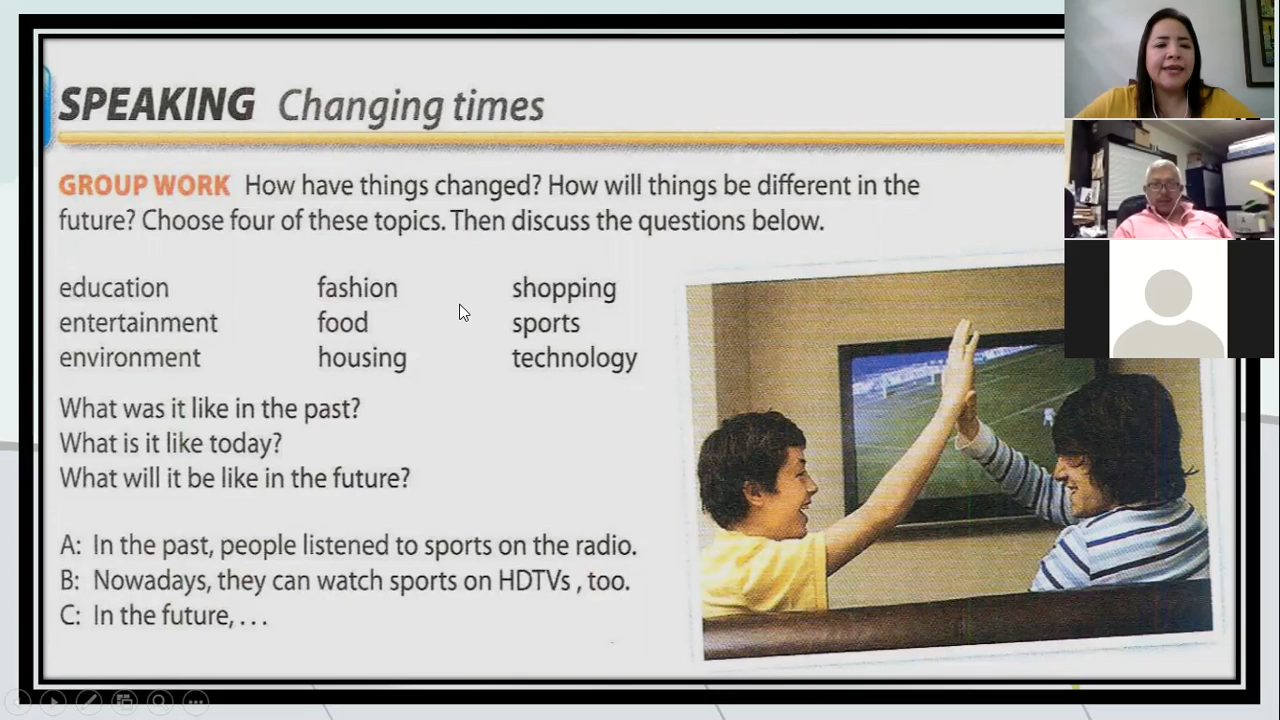 SPEAKING Changing times
GROUP WORK How have things changed? How will things be different in the
future? Choose four of these topics. Then discuss the questions below.
education fashion shopping
entertainment food sports
environment housing technology
What was it like in the past?
What is it like today?
What will it be like in the future?
A: In the past, people listened to sports on the radio.
B: Nowadays, they can watch sports on HDTVs , too.
C: In the future, . . .